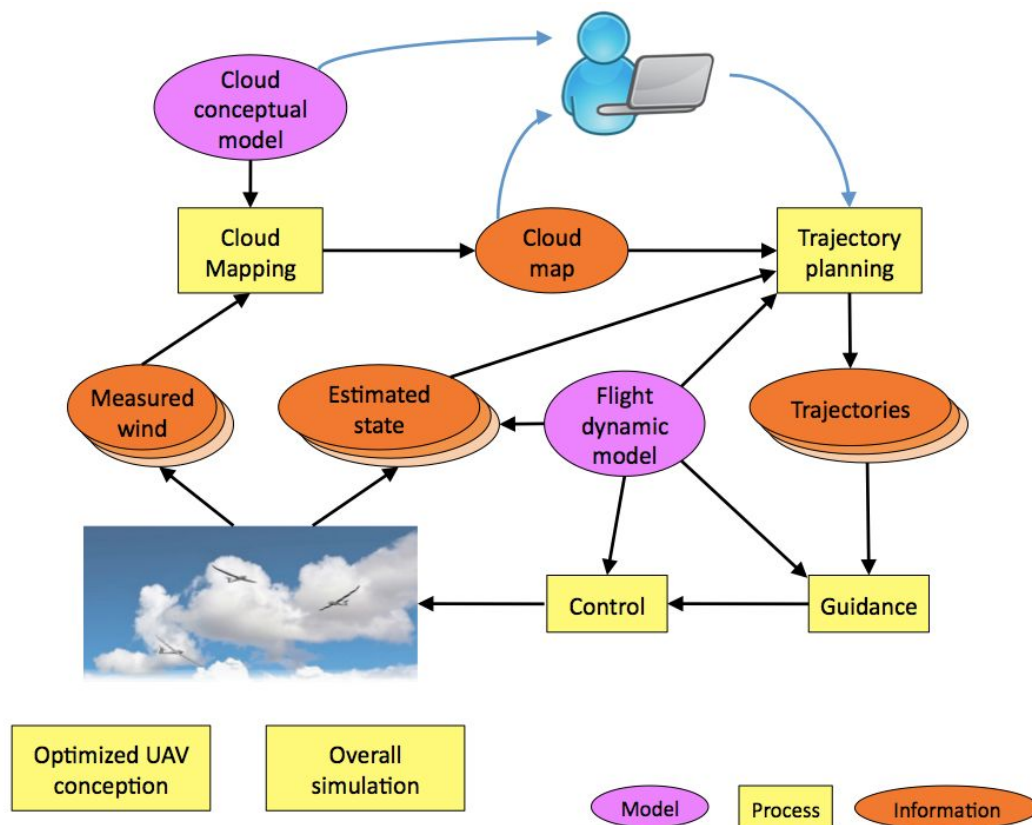 Cloud
conceptual
model
Cloud
Mapping
Cloud
map
Trajectory
planning
Measured
wind
Estimated
state
Flight
dynamic
model
Trajectories
Control
Guidance
Optimized UAV
conception
Overall
simulation
Model
Process
Information